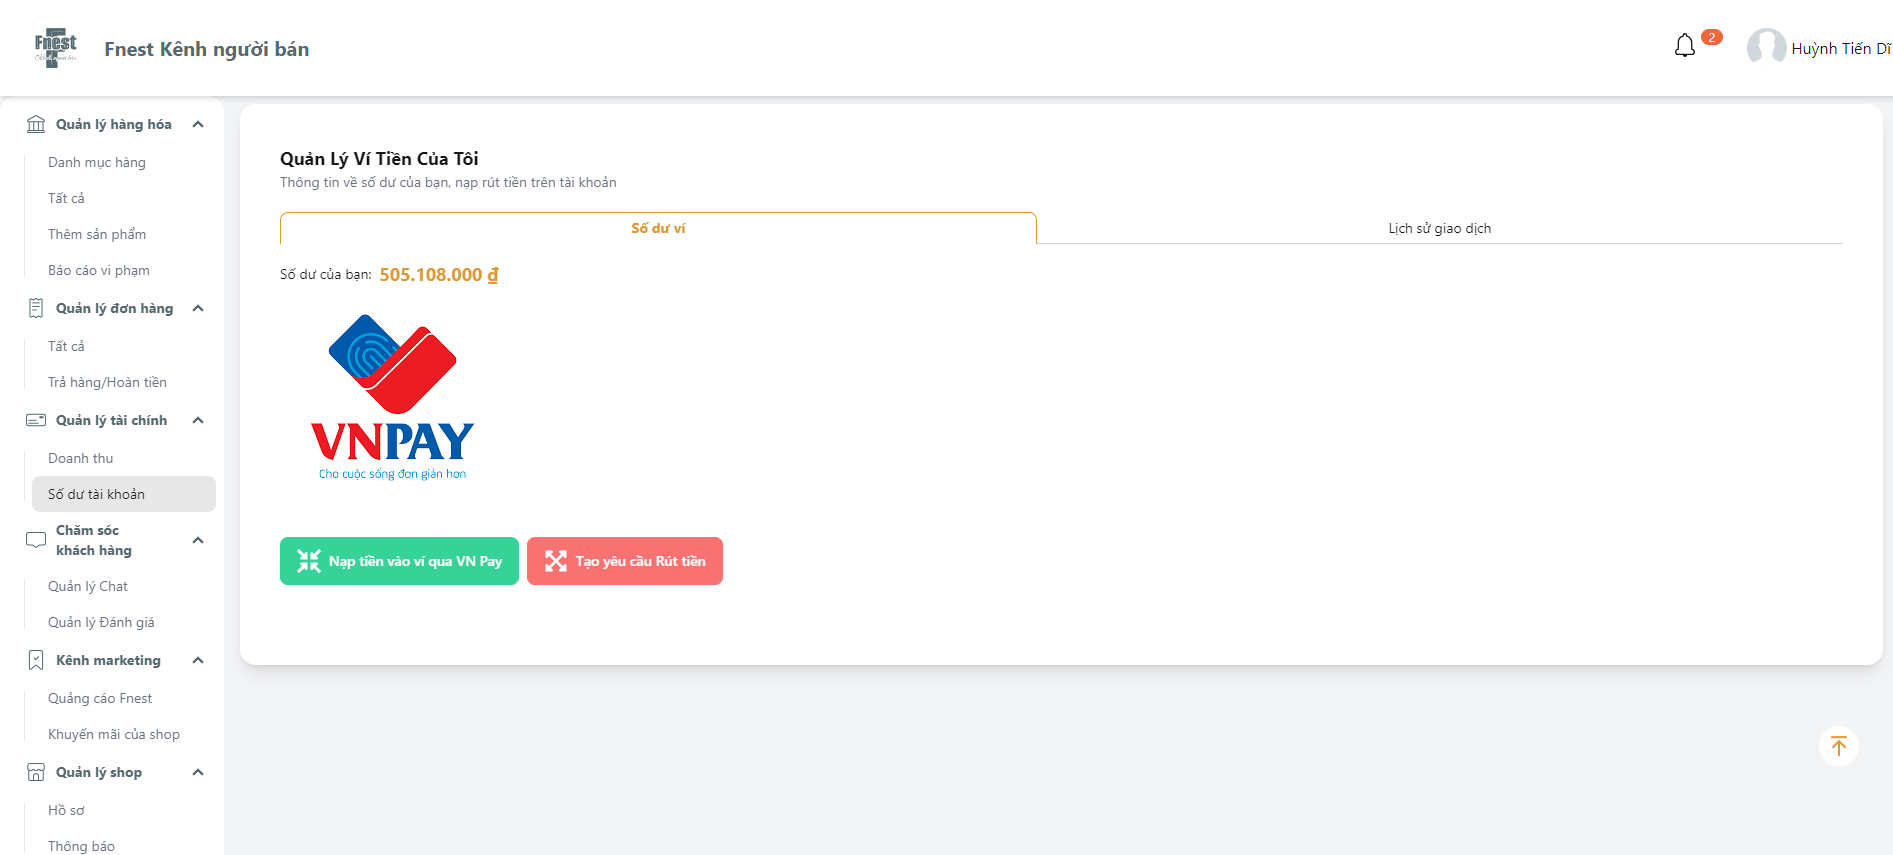 Fnest
Fnest Kênh người bán
2
Huỳnh Tiến Dĩ
Quản lý hàng hóa
Danh mục hàng
Tất cả
Thêm sản phẩm
Báo cáo vi phạm
Quản lý đơn hàng
Tất cả
Trả hàng/Hoàn tiền
Quản lý tài chính
Doanh thu
Số dư tài khoản
Chăm sóc
khách hàng
Quản lý Chat
Quản lý Đánh giá
Kênh marketing
Quảng cáo Fnest
Khuyến mãi của shop
Quản lý shop
Hồ sơ
Thông báo
Quản Lý Ví Tiền Của Tôi
Thông tin về số dư của bạn, nạp rút tiền trên tài khoản
Số dư ví
Lịch sử giao dịch
Số dư của bạn: 505.108.000 ₫
VNPAY
Cho cuộc sống đơn giản hơn
Nạp tiền vào ví qua VN Pay
Tạo yêu cầu Rút tiền